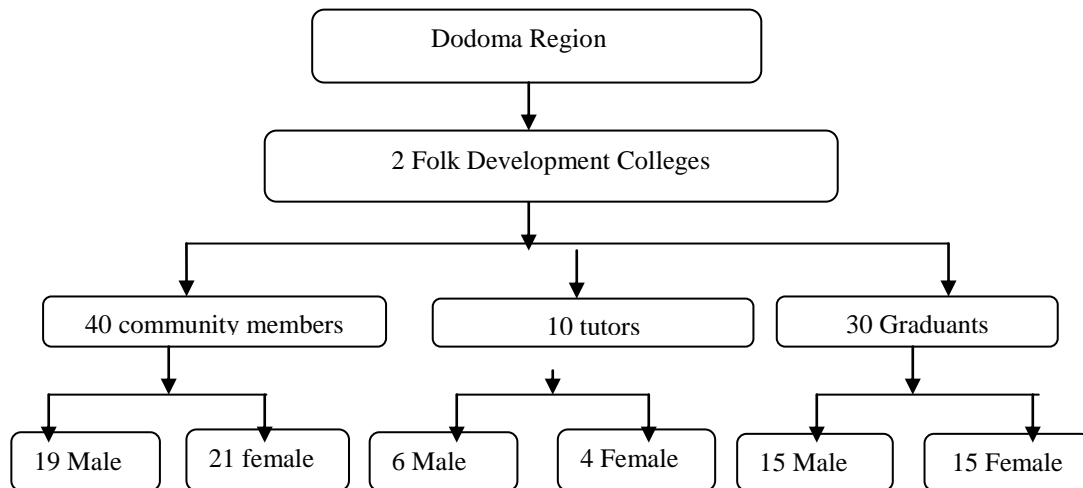 Dodoma Region
2 Folk Development Colleges
40 community members
10 tutors
30 Graduants
19 Male
21 female
6 Male
4 Female
15 Male
15 Female